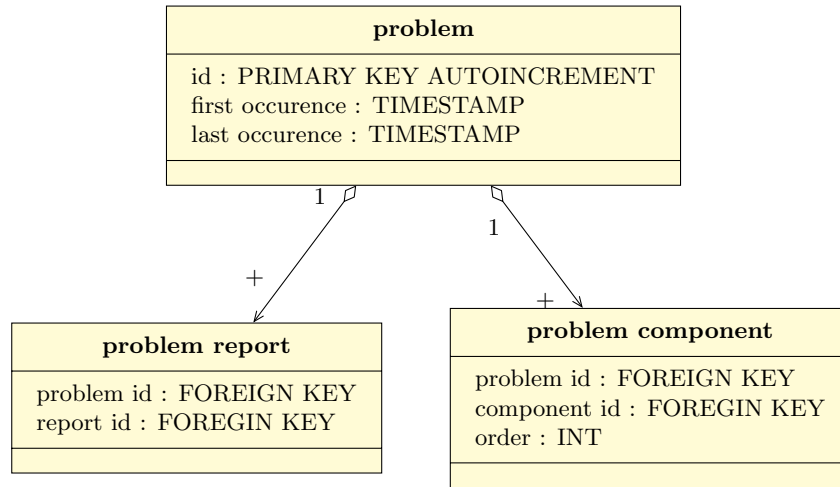 problem
id : PRIMARY KEY AUTOINCREMENT
first occurence : TIMESTAMP
last occurence : TIMESTAMP
1
1
+
+
problem report
problem id : FOREIGN KEY
report id : FOREGIN KEY
problem component
problem id : FOREIGN KEY
component id : FOREGIN KEY
order : INT